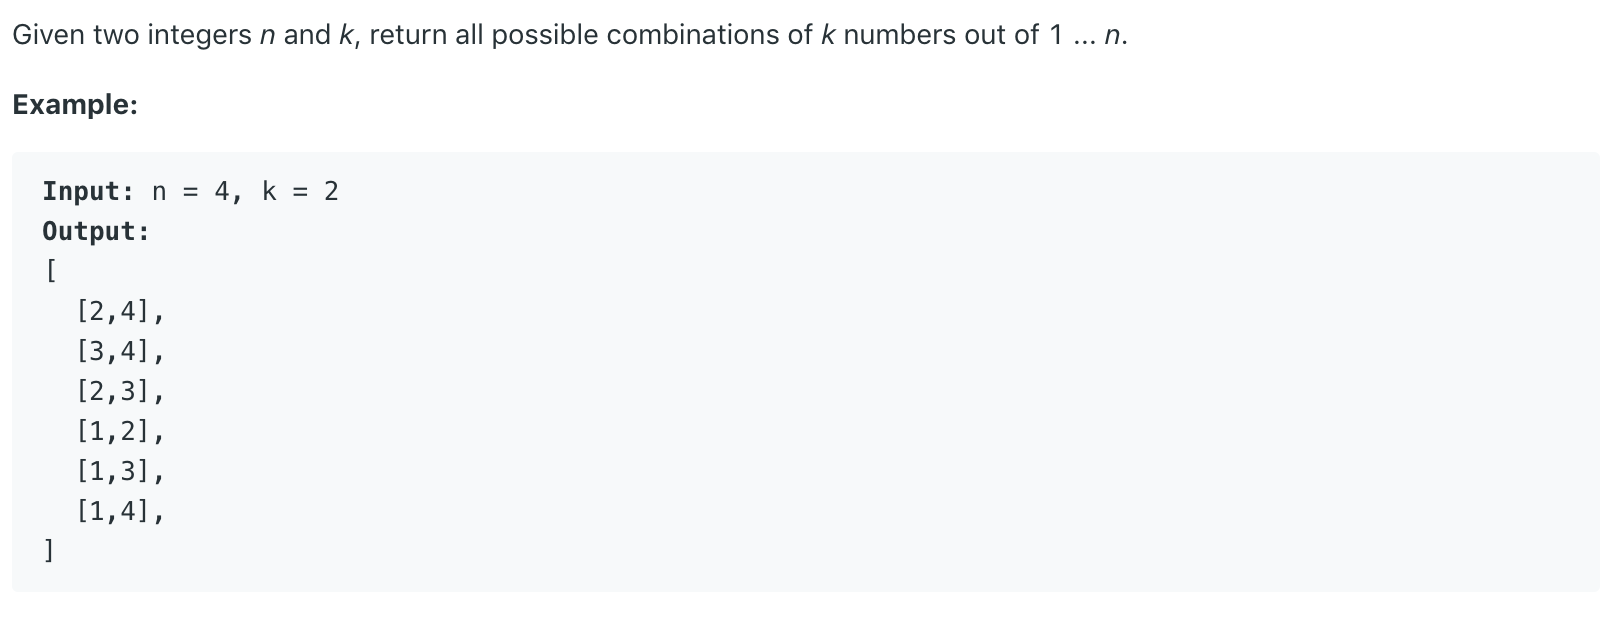 Given two integers n and k, return all possible combinations of k numbers out of 1 ... n.
Example:
Input: n = 4, k = 2
Output:
[
  [2,4],
  [3,4],
  [2,3],
  [1,2],
  [1,3],
  [1,4],
]